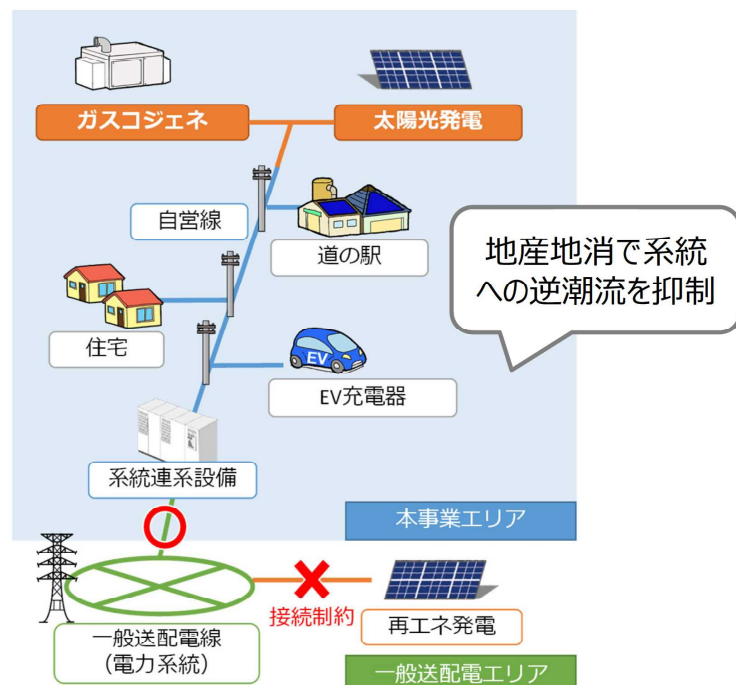 ガスコジェネ
太陽光発電
自営線
道の駅
地産地消で系統
への逆潮流を抑制
住宅
EV
EV充電器
系統連系設備
本事業エリア
接続制約
再エネ発電
一般送配電線
(電力系統)
一般送配電エリア